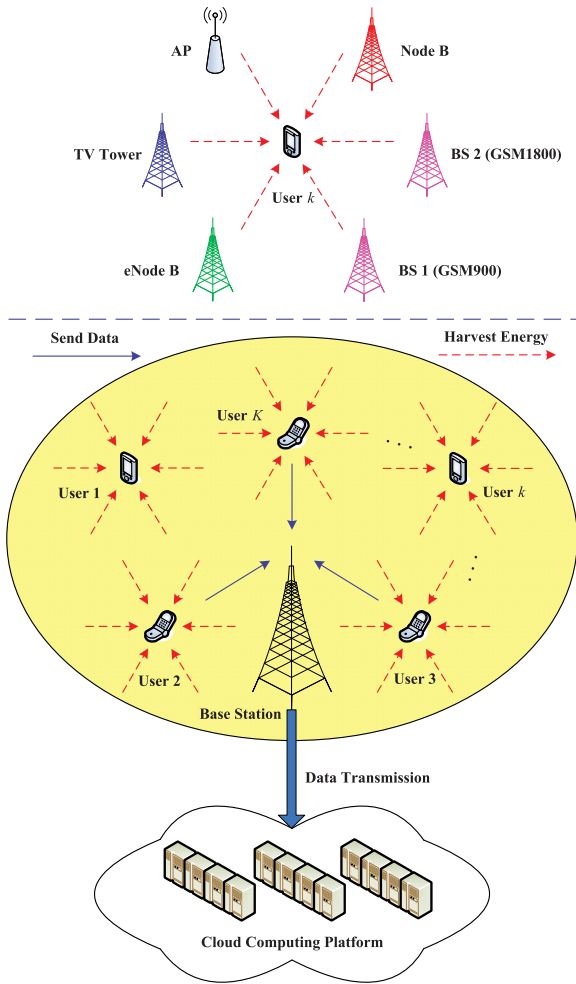 AP
Node B
TV Tower
BS 2 (GSM1800)
User k
eNode B
BS 1 (GSM900)
Send Data
Harvest Energy
User K
. . .
User 1
User k
. . .
User 2
User 3
Base Station
Data Transmission
Cloud Computing Platform